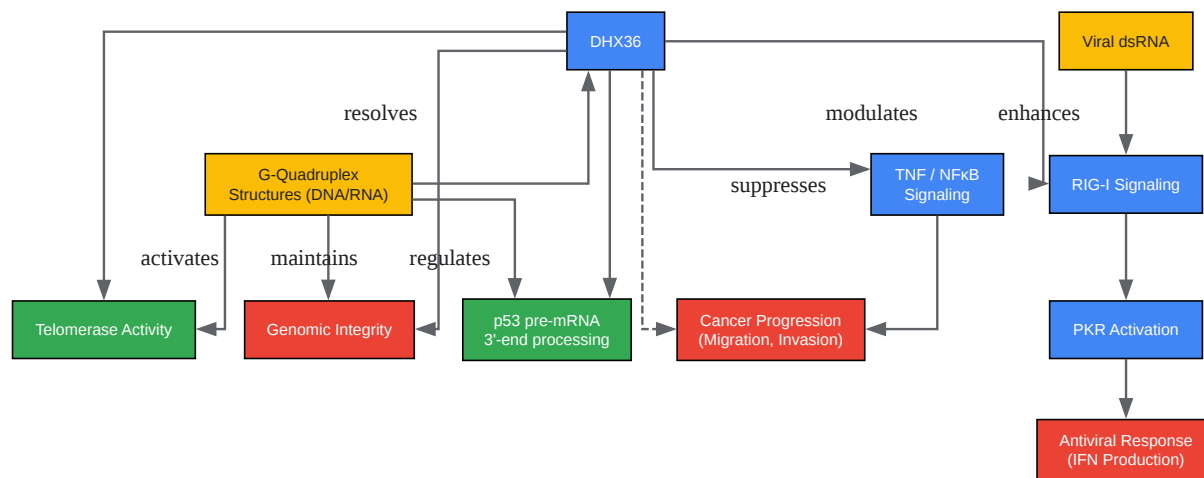 DHX36
Viral dsRNA
resolves
modulates
enhances
G-Quadruplex
Structures (DNA/RNA)
TNF / NFκB
Signaling
RIG-I Signaling
suppresses
activates
maintains
regulates
Telomerase Activity
Genomic Integrity
p53 pre-mRNA
3'-end processing
Cancer Progression
(Migration, Invasion)
PKR Activation
Antiviral Response
(IFN Production)